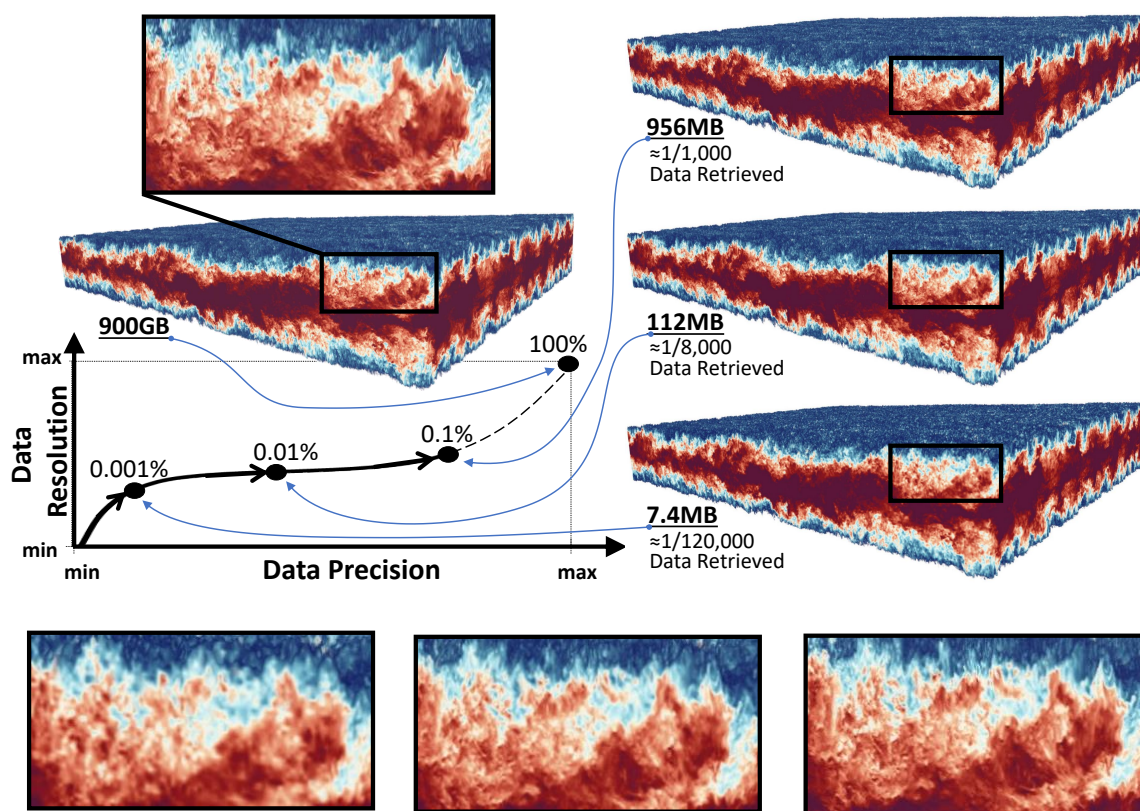 956MB
≈1/1,000
Data Retrieved
900GB
112MB
≈1/8,000
Data Retrieved
max
100%
Data
Resolution
0.001%
0.01%
0.1%
7.4MB
≈1/120,000
Data Retrieved
min
min
Data Precision
max